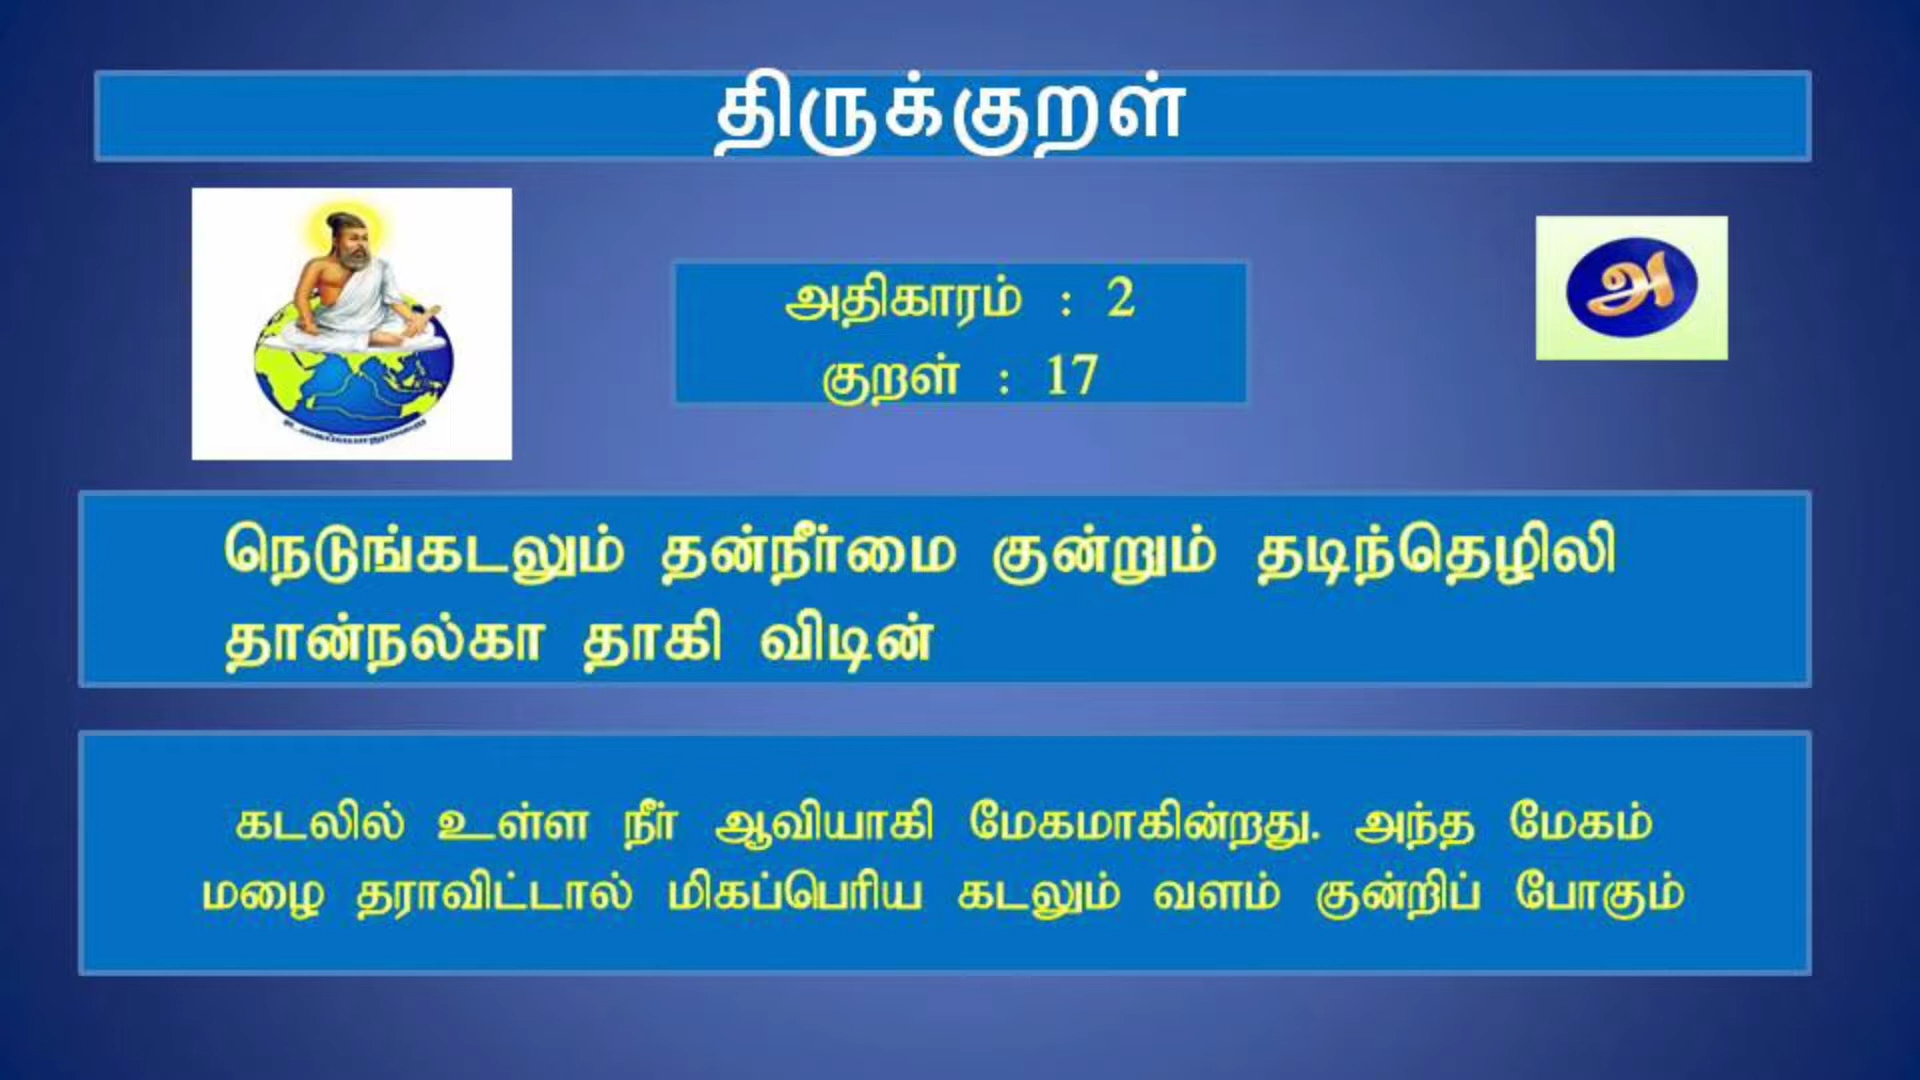 திருக்குறள்
அ
அதிகாரம் : 2
குறள் : 17
நெடுங்கடலும் தன்நீர்மை குன்றும் தடிந்தெழிலி
தான்நல்கா தாகி விடின்
கடலில் உள்ள நீர் ஆவியாகி மேகமாகின்றது. அந்த மேகம்
மழை தராவிட்டால் மிகப்பெரிய கடலும் வளம் குன்றிப் போகும்